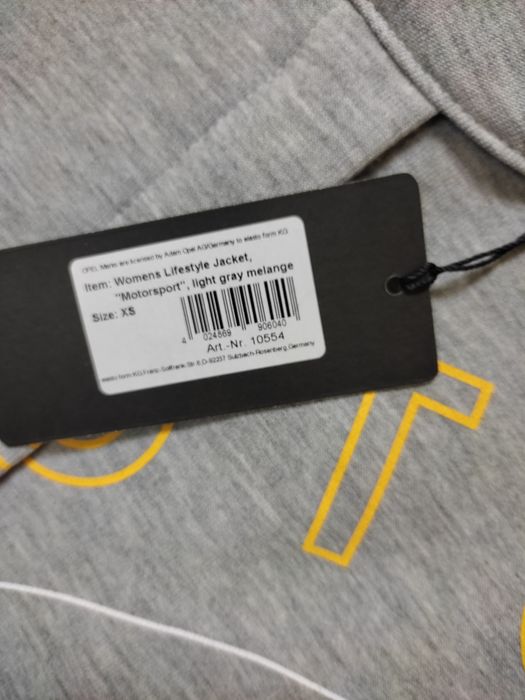 OPEL Marks are licensed by Adam Opel AG/Germany to elasto form KG
Item: Womens Lifestyle Jacket,
"Motorsport", light gray melange
Size: XS
4 024869 906040
Art.-Nr. 10554
elasto form KG,Franz-Selfrank-Str.6,D-92237 Sulzbach-Rosenberg,Germany